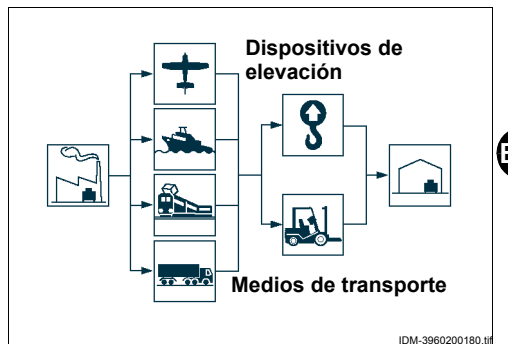 Dispositivos de
elevación
Medios de transporte
IDM-3960200180.tif